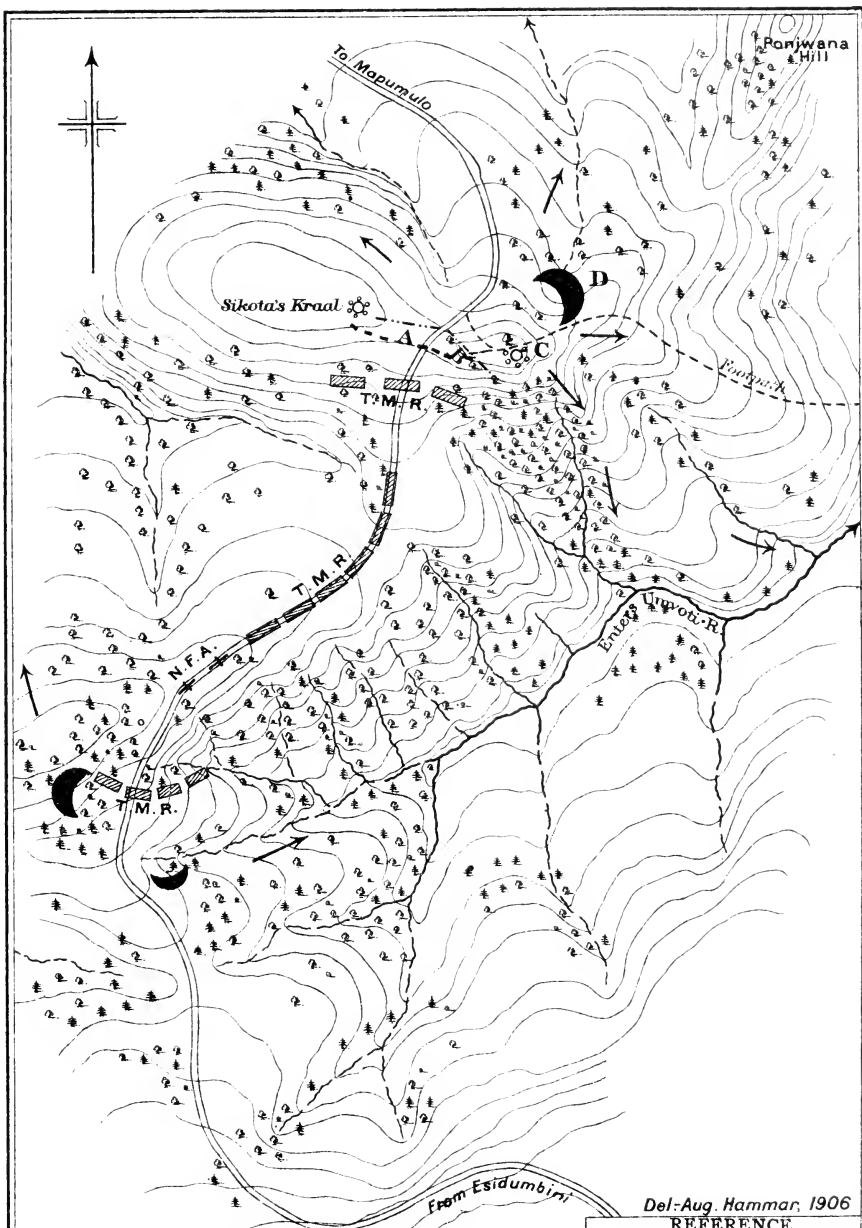 Ponjwana
Hill
To Mapumulo
D
Sikota's Kraal
A
B
C
T.M.R.
Footpath
T.M.R.
Enters Umvoti·R.
N.F.A.
T.M.R.
From Esidumbini
Del:-Aug. Hammar, 1906
REFERENCE